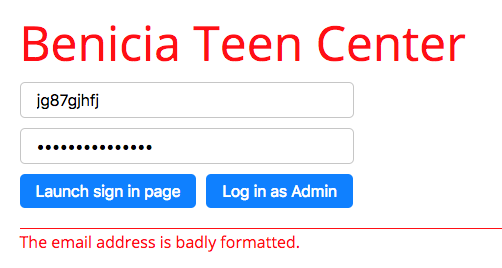 Benicia Teen Center
jg87gjhfj
•••••••••••••••
Launch sign in page
Log in as Admin
The email address is badly formatted.